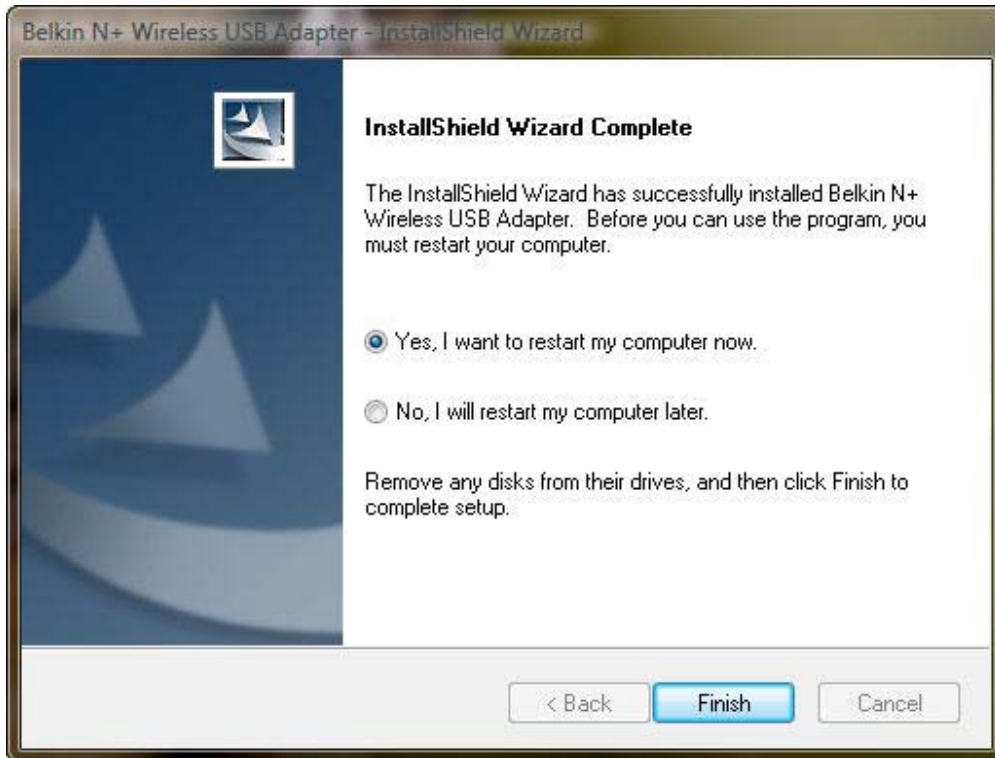 Belkin N+ Wireless USB Adapter - InstallShield Wizard
InstallShield Wizard Complete
The InstallShield Wizard has successfully installed Belkin N+
Wireless USB Adapter. Before you can use the program, you
must restart your computer.
Yes, I want to restart my computer now.
No, I will restart my computer later.
Remove any disks from their drives, and then click Finish to
complete setup.
< Back Finish Cancel